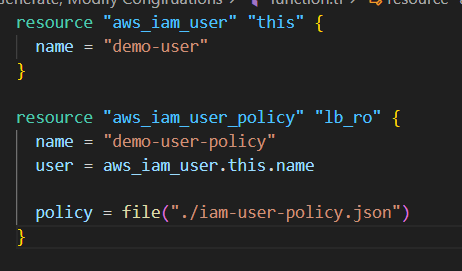 Generate, Modify Congifurations > function.tf > resource
resource "aws_iam_user" "this" {
  name = "demo-user"
}
resource "aws_iam_user_policy" "lb_ro" {
  name = "demo-user-policy"
  user = aws_iam_user.this.name
  policy = file("./iam-user-policy.json")
}